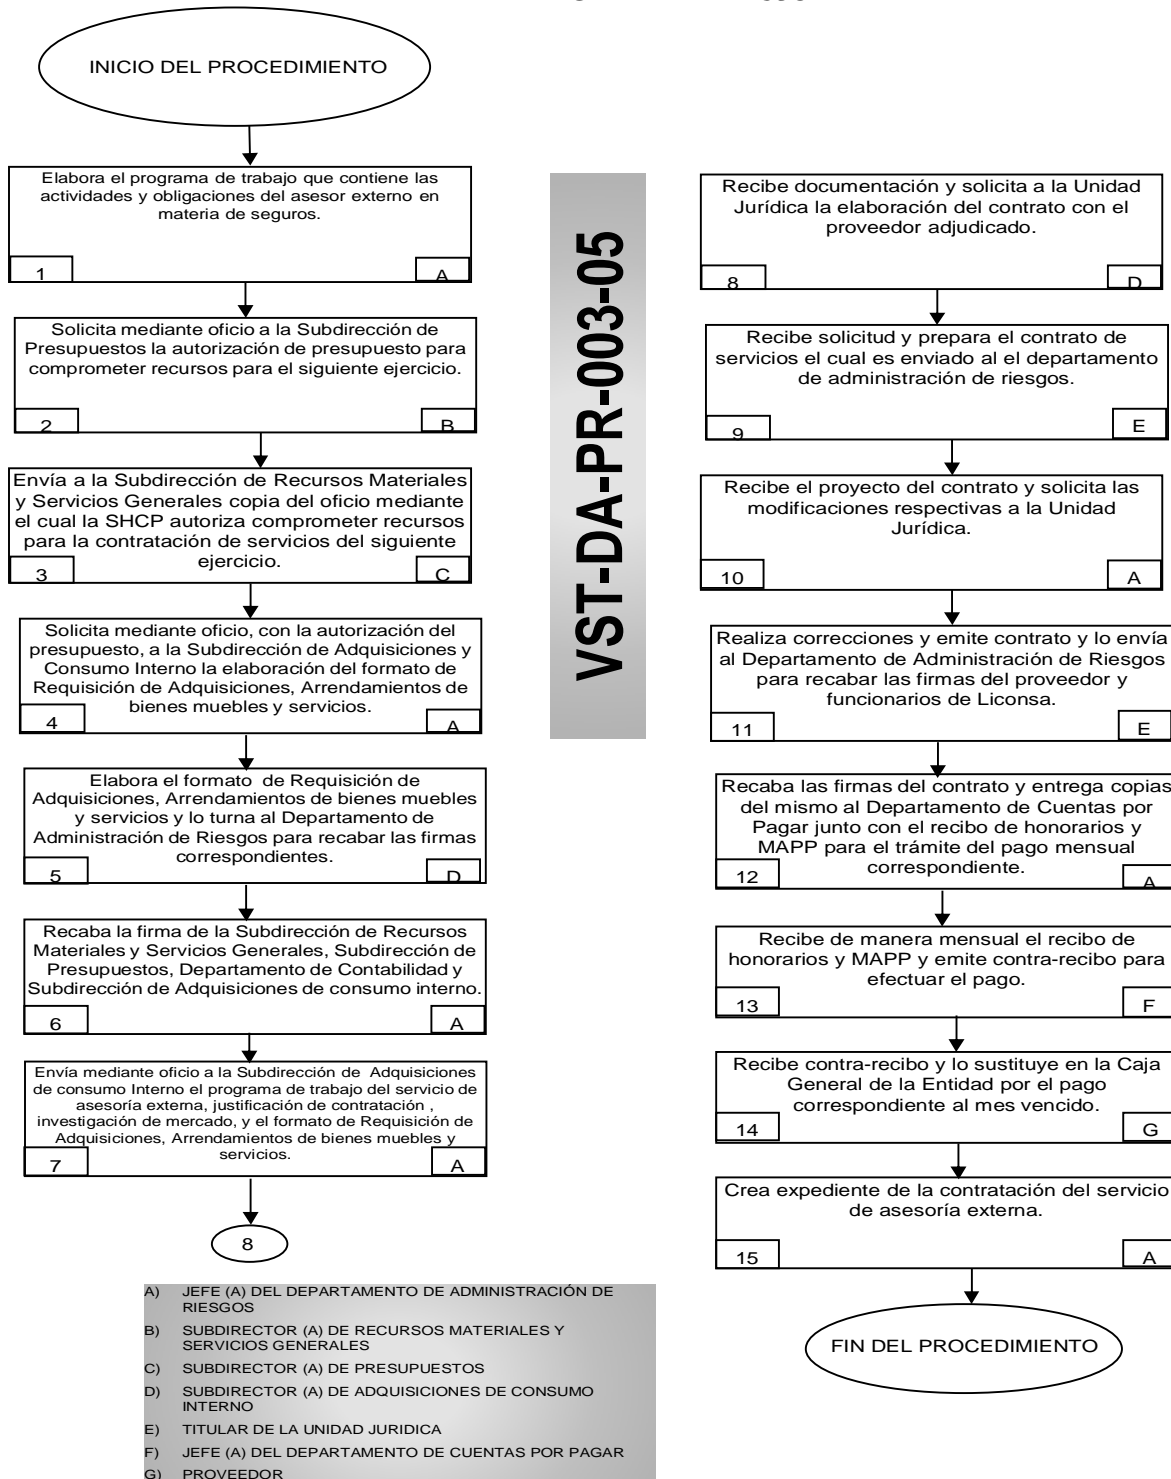 INICIO DEL PROCEDIMIENTO
Elabora el programa de trabajo que contiene las
actividades y obligaciones del asesor externo en
materia de seguros.
1
A
Solicita mediante oficio a la Subdirección de
Presupuestos la autorización de presupuesto para
comprometer recursos para el siguiente ejercicio.
2
B
Envía a la Subdirección de Recursos Materiales
y Servicios Generales copia del oficio mediante
el cual la SHCP autoriza comprometer recursos
para la contratación de servicios del siguiente
ejercicio.
3
C
Solicita mediante oficio, con la autorización del
presupuesto, a la Subdirección de Adquisiciones y
Consumo Interno la elaboración del formato de
Requisición de Adquisiciones, Arrendamientos de
bienes muebles y servicios.
4
A
Elabora el formato de Requisición de
Adquisiciones, Arrendamientos de bienes muebles
y servicios y lo turna al Departamento de
Administración de Riesgos para recabar las firmas
correspondientes.
5
D
Recaba la firma de la Subdirección de Recursos
Materiales y Servicios Generales, Subdirección de
Presupuestos, Departamento de Contabilidad y
Subdirección de Adquisiciones de consumo interno.
6
A
Envía mediante oficio a la Subdirección de Adquisiciones
de consumo Interno el programa de trabajo del servicio de
asesoría externa, justificación de contratación ,
investigación de mercado, y el formato de Requisición de
Adquisiciones, Arrendamientos de bienes muebles y
servicios.
7
A
8
VST-DA-PR-003-05
Recibe documentación y solicita a la Unidad
Jurídica la elaboración del contrato con el
proveedor adjudicado.
8
D
Recibe solicitud y prepara el contrato de
servicios el cual es enviado al el departamento
de administración de riesgos.
9
E
Recibe el proyecto del contrato y solicita las
modificaciones respectivas a la Unidad
Jurídica.
10
A
Realiza correcciones y emite contrato y lo envía
al Departamento de Administración de Riesgos
para recabar las firmas del proveedor y
funcionarios de Liconsa.
11
E
Recaba las firmas del contrato y entrega copias
del mismo al Departamento de Cuentas por
Pagar junto con el recibo de honorarios y
MAPP para el trámite del pago mensual
correspondiente.
12
A
Recibe de manera mensual el recibo de
honorarios y MAPP y emite contra-recibo para
efectuar el pago.
13
F
Recibe contra-recibo y lo sustituye en la Caja
General de la Entidad por el pago
correspondiente al mes vencido.
14
G
Crea expediente de la contratación del servicio
de asesoría externa.
15
A
FIN DEL PROCEDIMIENTO
A) JEFE (A) DEL DEPARTAMENTO DE ADMINISTRACIÓN DE
RIESGOS
B) SUBDIRECTOR (A) DE RECURSOS MATERIALES Y
SERVICIOS GENERALES
C) SUBDIRECTOR (A) DE PRESUPUESTOS
D) SUBDIRECTOR (A) DE ADQUISICIONES DE CONSUMO
INTERNO
E) TITULAR DE LA UNIDAD JURIDICA
F) JEFE (A) DEL DEPARTAMENTO DE CUENTAS POR PAGAR
G) PROVEEDOR